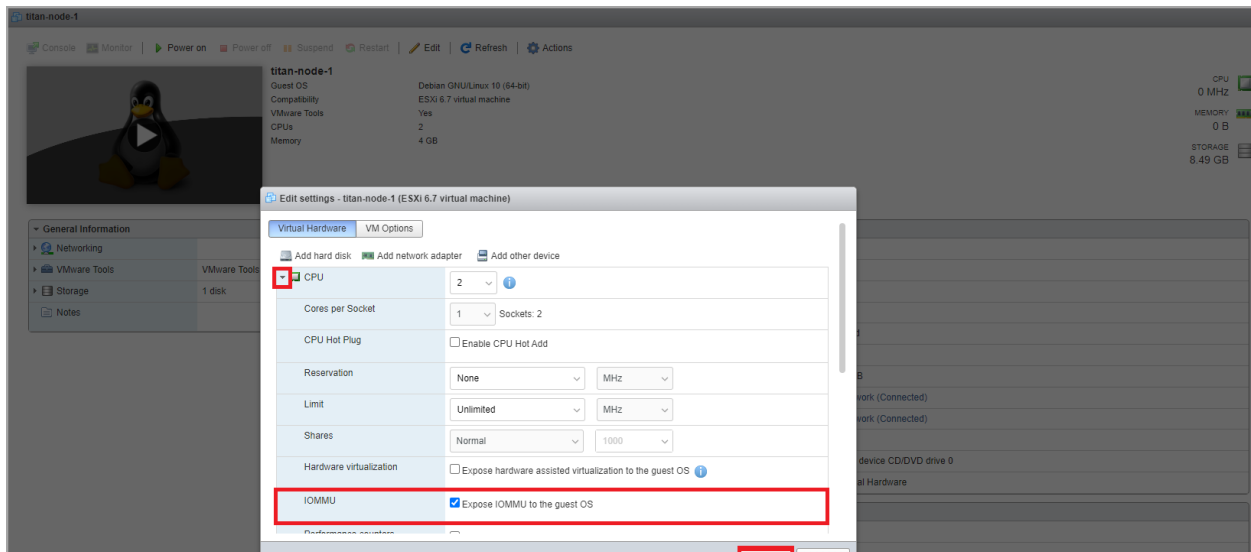 titan-node-1
Console Monitor Power on Power off Suspend Restart Edit Refresh Actions
titan-node-1
Guest OS Debian GNU/Linux 10 (64-bit)
Compatibility ESXi 6.7 virtual machine
VMware Tools Yes
CPUs 2
Memory 4 GB
CPU
0 MHz
MEMORY
0 B
STORAGE
8.49 GB
General Information
Networking
VMware Tools VMware Tools
Storage 1 disk
Notes
Edit settings - titan-node-1 (ESXi 6.7 virtual machine)
Virtual Hardware VM Options
Add hard disk Add network adapter Add other device
CPU 2
Cores per Socket 1 Sockets: 2
CPU Hot Plug Enable CPU Hot Add
Reservation None MHz
Limit Unlimited MHz
Shares Normal 1000
Hardware virtualization Expose hardware assisted virtualization to the guest OS
IOMMU Expose IOMMU to the guest OS
Performance counters
B
work (Connected)
work (Connected)
device CD/DVD drive 0
al Hardware